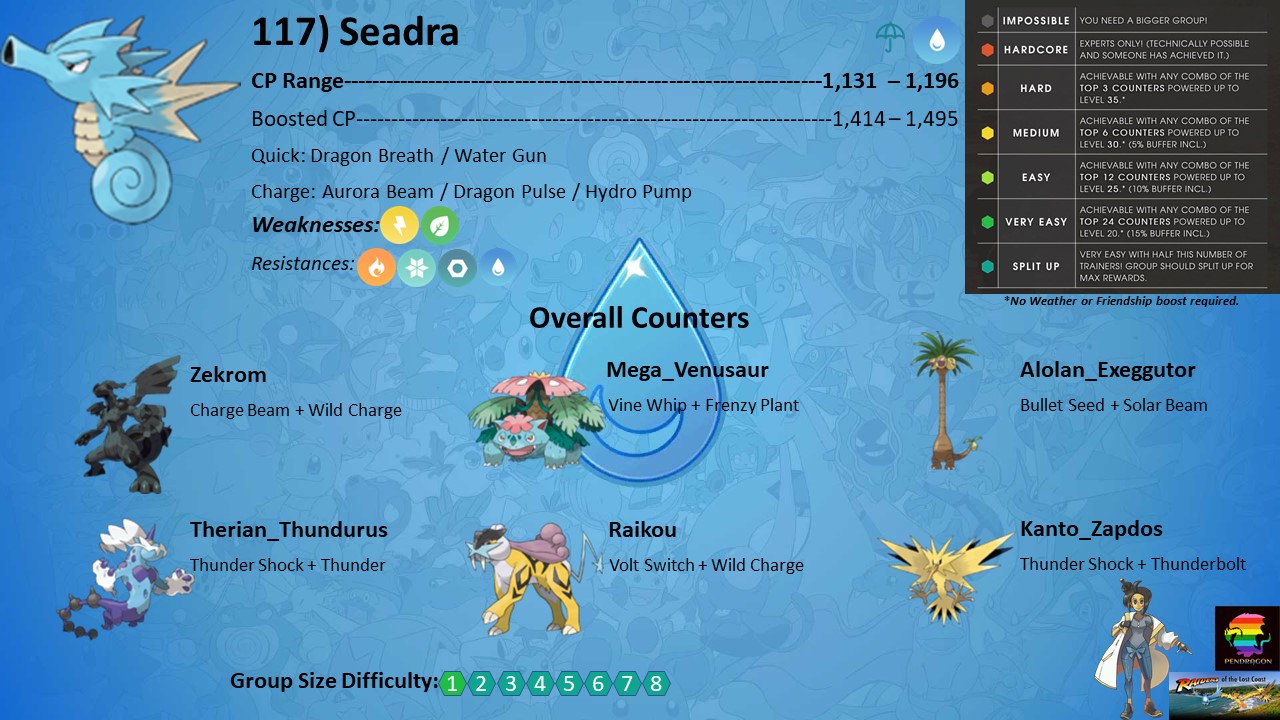 117) Seadra
CP Range-----------------------------------------------------------------------1,131 – 1,196
Boosted CP-----------------------------------------------------------------------1,414 – 1,495
Quick: Dragon Breath / Water Gun
Charge: Aurora Beam / Dragon Pulse / Hydro Pump
Weaknesses:
Resistances:
IMPOSSIBLE YOU NEED A BIGGER GROUP!
HARDCORE EXPERTS ONLY! (TECHNICALLY POSSIBLE
AND SOMEONE HAS ACHIEVED IT.)
HARD ACHIEVABLE WITH ANY COMBO OF THE
TOP 3 COUNTERS POWERED UP TO
LEVEL 35.*
MEDIUM ACHIEVABLE WITH ANY COMBO OF THE
TOP 6 COUNTERS POWERED UP TO
LEVEL 30.* (5% BUFFER INCL.)
EASY ACHIEVABLE WITH ANY COMBO OF THE
TOP 12 COUNTERS POWERED UP TO
LEVEL 25.* (10% BUFFER INCL.)
VERY EASY ACHIEVABLE WITH ANY COMBO OF THE
TOP 24 COUNTERS POWERED UP TO
LEVEL 20.* (15% BUFFER INCL.)
SPLIT UP VERY EASY WITH HALF THIS NUMBER OF
TRAINERS! GROUP SHOULD SPLIT UP FOR
MAX REWARDS.
*No Weather or Friendship boost required.
Overall Counters
Zekrom
Charge Beam + Wild Charge
Mega_Venusaur
Vine Whip + Frenzy Plant
Alolan_Exeggutor
Bullet Seed + Solar Beam
Therian_Thundurus
Thunder Shock + Thunder
Raikou
Volt Switch + Wild Charge
Kanto_Zapdos
Thunder Shock + Thunderbolt
Group Size Difficulty: 1 2 3 4 5 6 7 8
PENDRAGON
RAIDERS of the Lost Coast